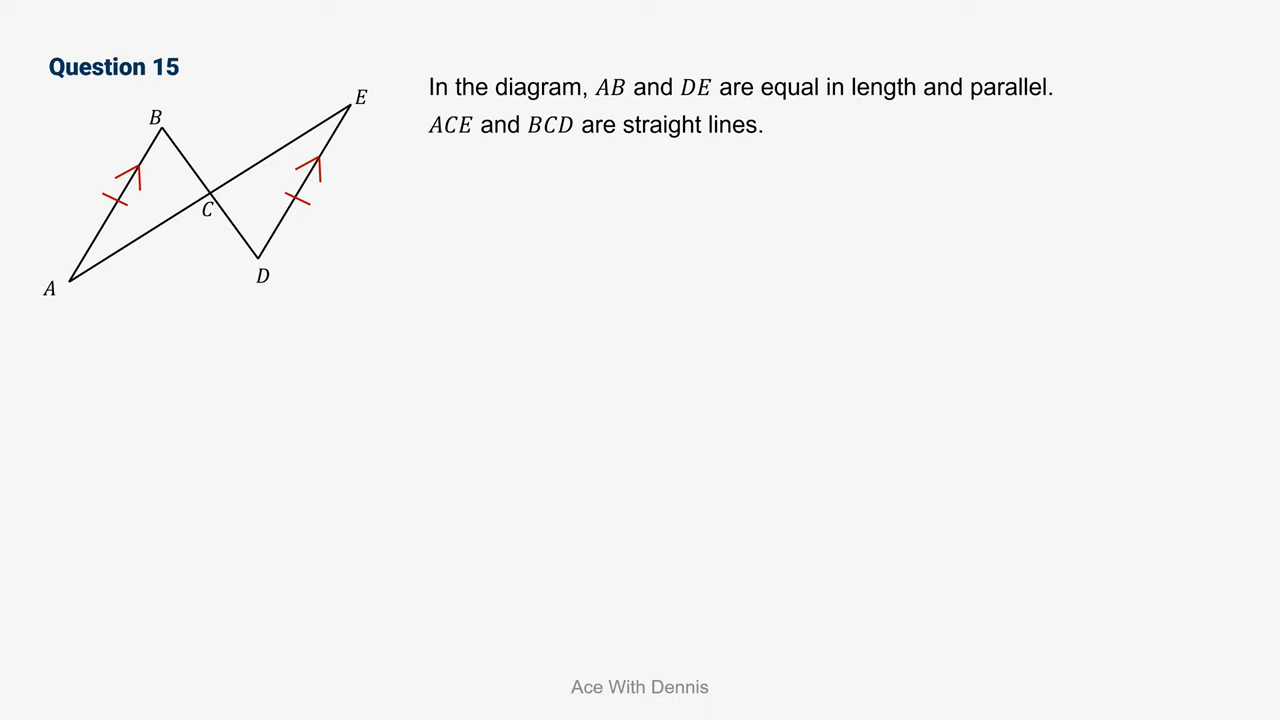 Question 15
In the diagram, AB and DE are equal in length and parallel.
ACE and BCD are straight lines.
E
B
C
D
A
Ace With Dennis